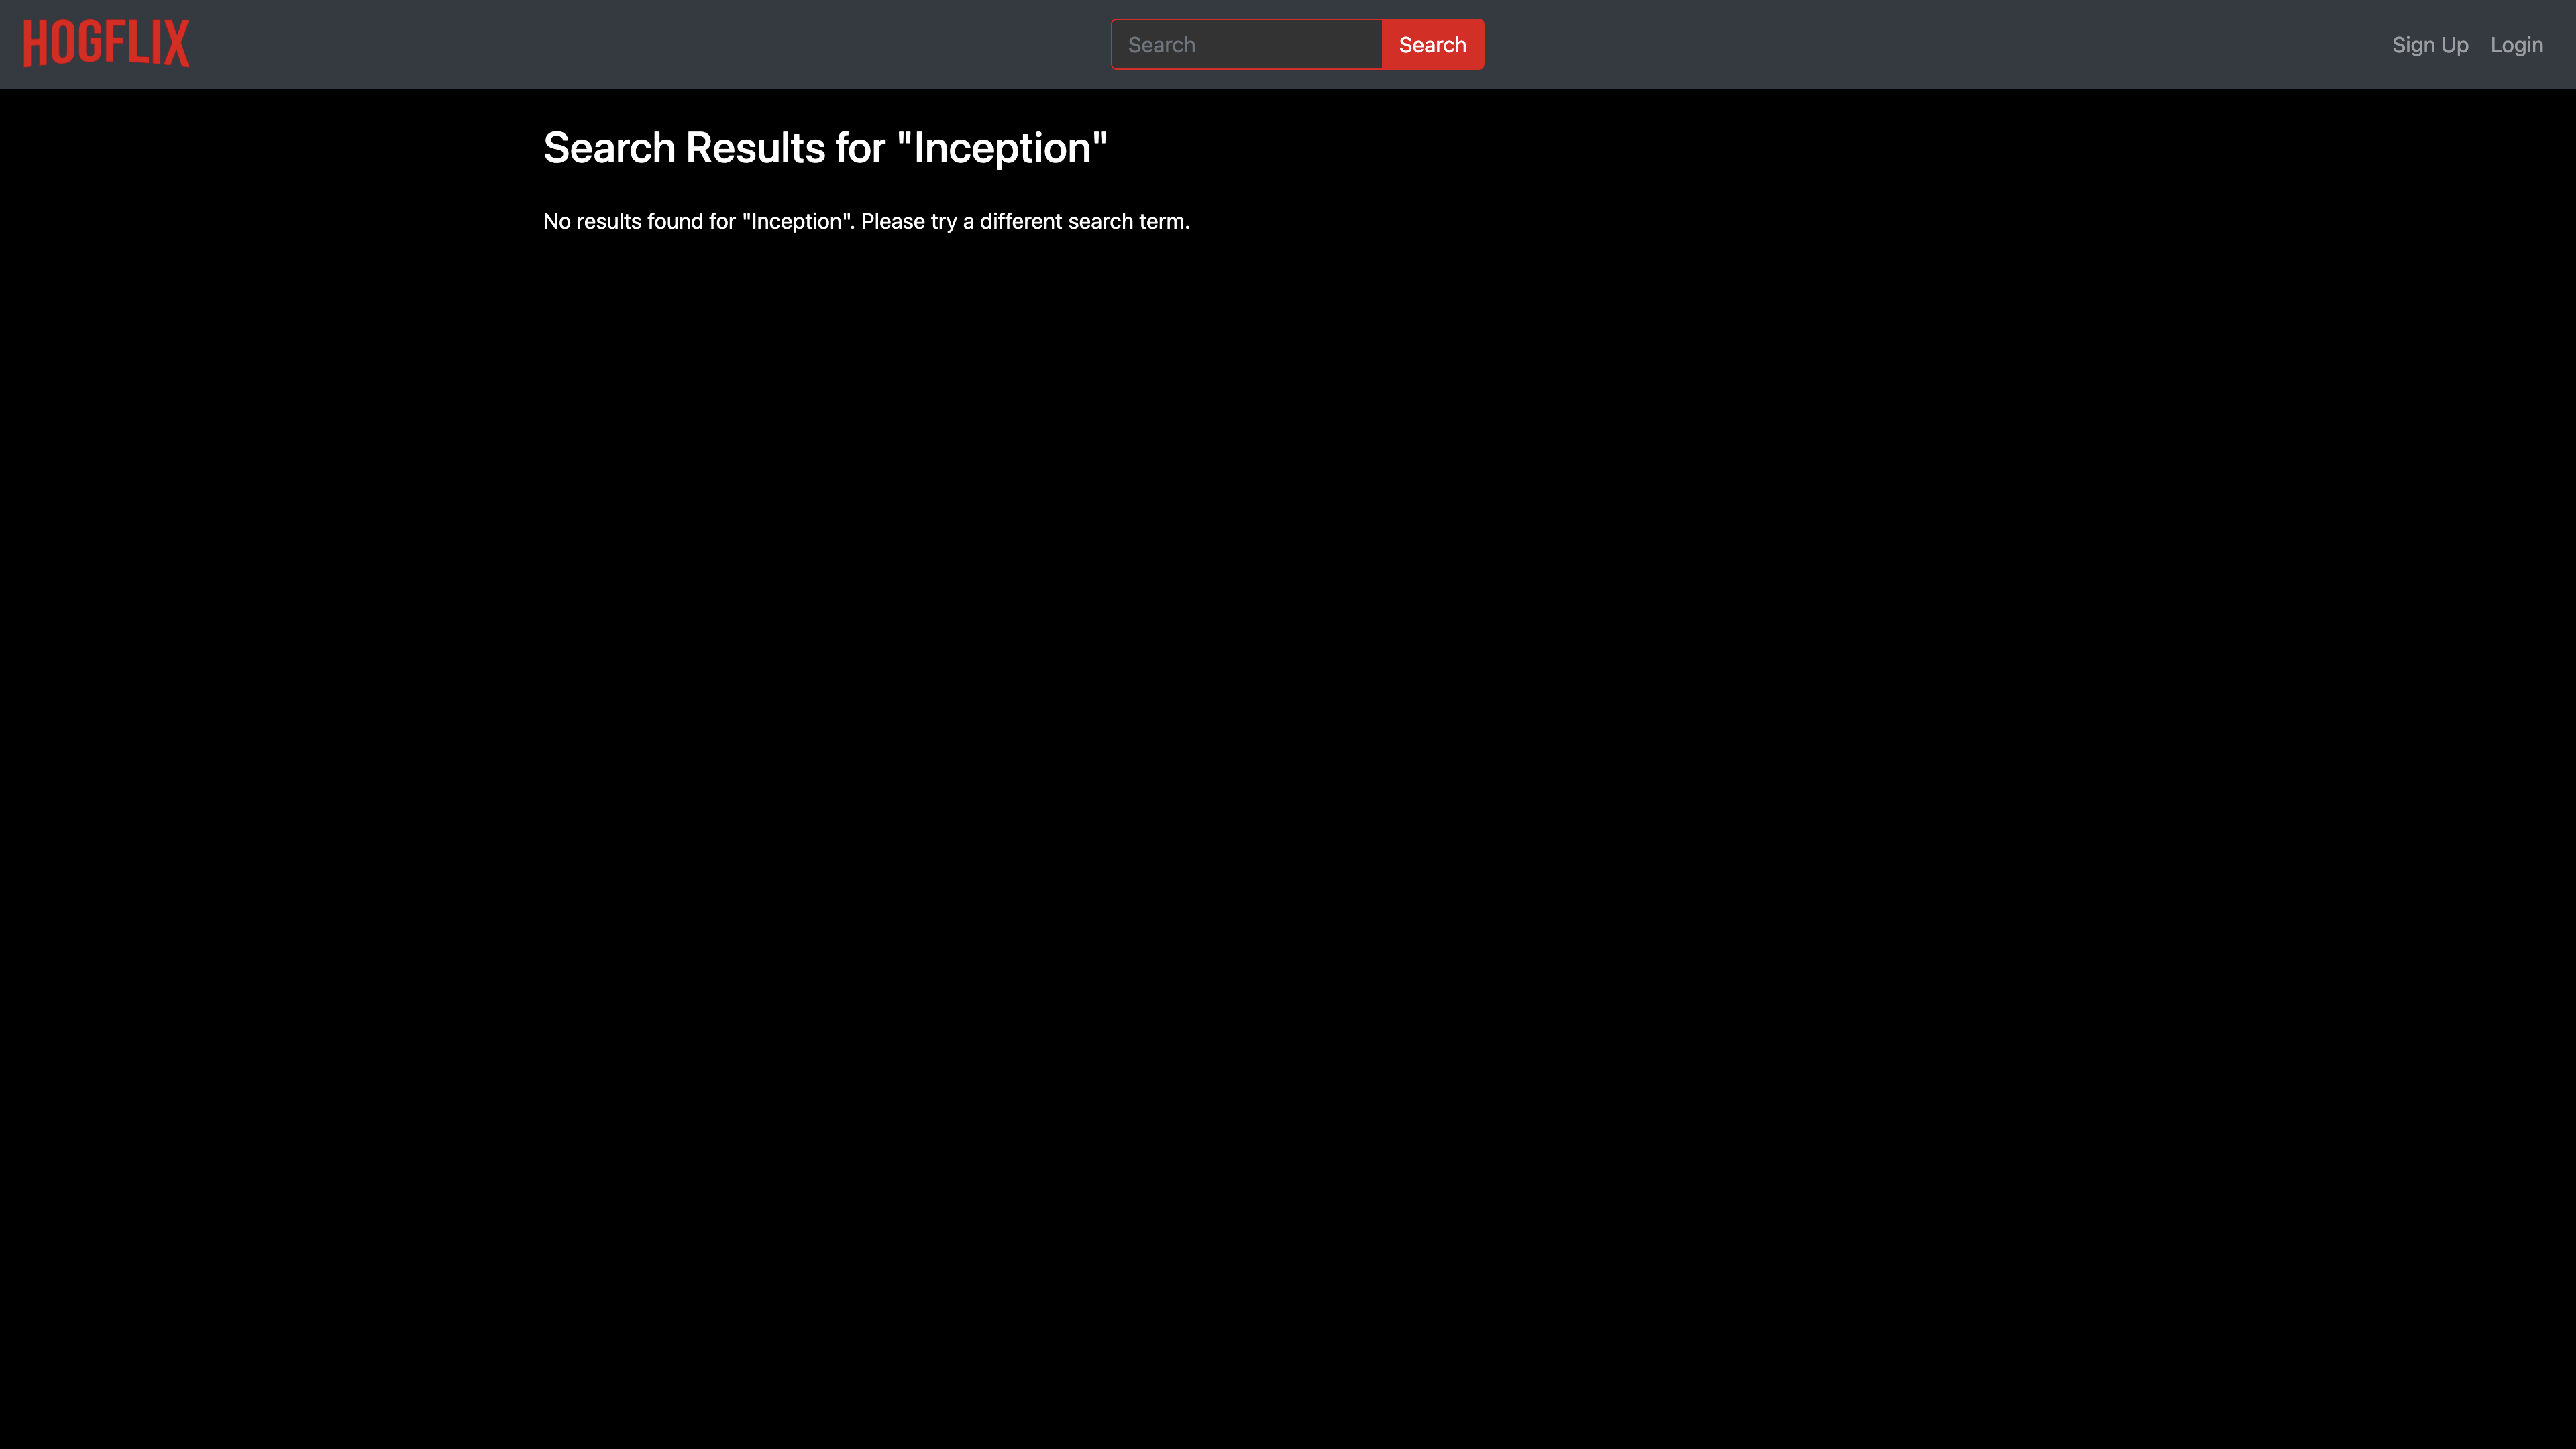 HOGFLIX
Search
Search
Sign Up
Login
Search Results for "Inception"
No results found for "Inception". Please try a different search term.